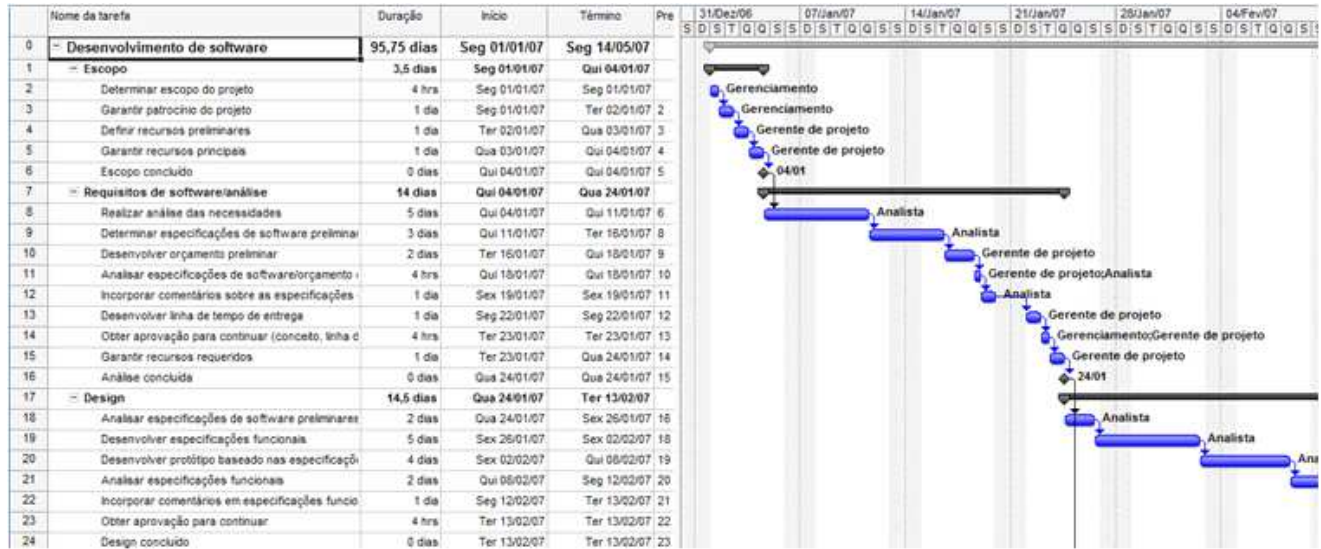 Nome da tarefa Duração Início Término Pre 31/Dez/06 07/Jan/07 14/Jan/07 21/Jan/07 28/Jan/07 04/Fev/07
S D S T Q Q S S D S T Q Q S S D S T Q Q S S D S T Q Q S S D S T Q Q S S D S T Q Q S S
0 Desenvolvimento de software 95,75 dias Seg 01/01/07 Seg 14/05/07
1 Escopo 3,5 dias Seg 01/01/07 Qui 04/01/07
2 Determinar escopo do projeto 4 hrs Seg 01/01/07 Seg 01/01/07 Gerenciamento
3 Garantir patrocínio do projeto 1 dia Seg 01/01/07 Ter 02/01/07 2 Gerenciamento
4 Definir recursos preliminares 1 dia Ter 02/01/07 Qua 03/01/07 3 Gerente de projeto
5 Garantir recursos principais 1 dia Qua 03/01/07 Qui 04/01/07 4 Gerente de projeto
6 Escopo concluído 0 dias Qui 04/01/07 Qui 04/01/07 5 04/01
7 Requisitos de software/análise 14 dias Qui 04/01/07 Qua 24/01/07
8 Realizar análise das necessidades 5 dias Qui 04/01/07 Qui 11/01/07 6 Analista
9 Determinar especificações de software preliminar 3 dias Qui 11/01/07 Ter 16/01/07 8 Analista
10 Desenvolver orçamento preliminar 2 dias Ter 16/01/07 Qui 18/01/07 9 Gerente de projeto
11 Analisar especificações de software/orçamento 4 hrs Qui 18/01/07 Qui 18/01/07 10 Gerente de projeto;Analista
12 Incorporar comentários sobre as especificações 1 dia Sex 19/01/07 Sex 19/01/07 11 Analista
13 Desenvolver linha de tempo de entrega 1 dia Seg 22/01/07 Seg 22/01/07 12 Gerente de projeto
14 Obter aprovação para continuar (conceito, linha d 4 hrs Ter 23/01/07 Ter 23/01/07 13 Gerenciamento;Gerente de projeto
15 Garantir recursos requeridos 1 dia Ter 23/01/07 Qua 24/01/07 14 Gerente de projeto
16 Análise concluída 0 dias Qua 24/01/07 Qua 24/01/07 15 24/01
17 Design 14,5 dias Qua 24/01/07 Ter 13/02/07
18 Analisar especificações de software preliminares 2 dias Qua 24/01/07 Sex 26/01/07 16 Analista
19 Desenvolver especificações funcionais 5 dias Sex 26/01/07 Sex 02/02/07 18 Analista
20 Desenvolver protótipo baseado nas especificaçõ 4 dias Sex 02/02/07 Qui 08/02/07 19 Ana
21 Analisar especificações funcionais 2 dias Qui 08/02/07 Seg 12/02/07 20
22 Incorporar comentários em especificações funcio 1 dia Seg 12/02/07 Ter 13/02/07 21
23 Obter aprovação para continuar 4 hrs Ter 13/02/07 Ter 13/02/07 22
24 Design concluído 0 dias Ter 13/02/07 Ter 13/02/07 23